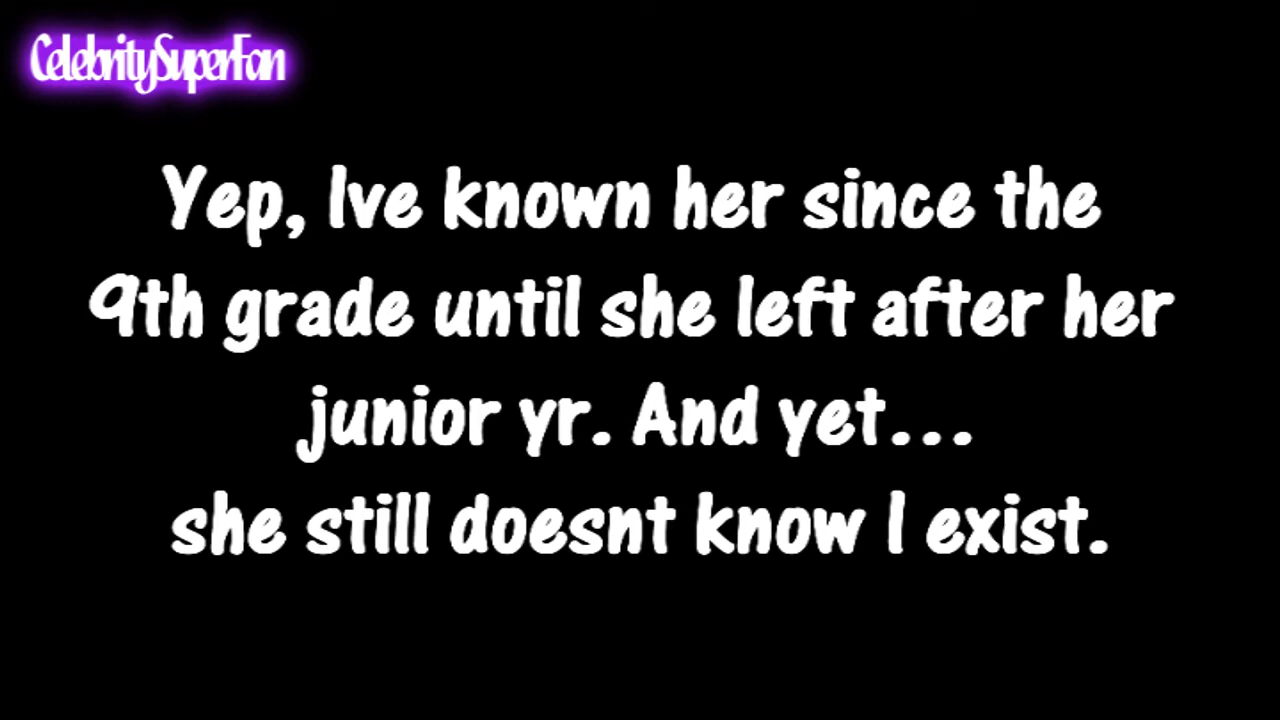 CelebritySuperFan
Yep, Ive known her since the
9th grade until she left after her
junior yr. And yet...
she still doesnt know I exist.